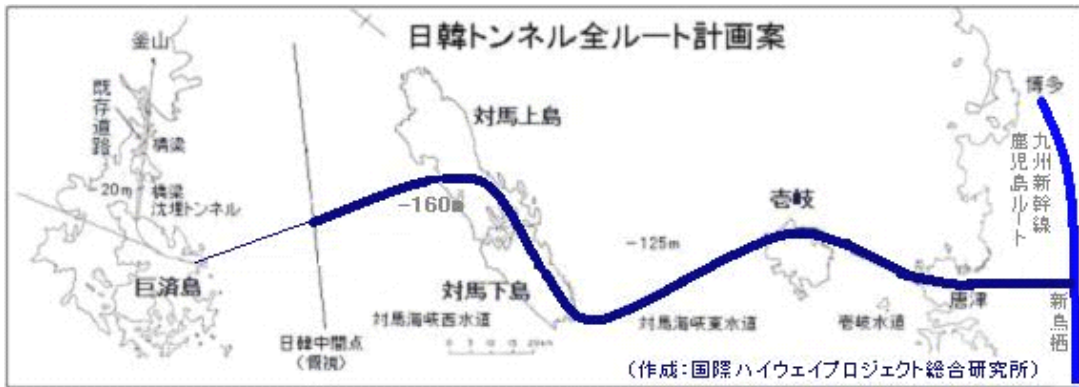 日韓トンネル全ルート計画案
釜山
既存道路
橋梁
-20m
橋梁
沈埋トンネル
巨済島
日韓中間点
対馬上島
-160m
対馬下島
対馬海峡西水道
0 5 10 15 20km
-125m
壱岐
対馬海峡東水道
壱岐水道
唐津
博多
九州新幹線
鹿児島ルート
新鳥栖
(作成:国際ハイウェイプロジェクト総合研究所)